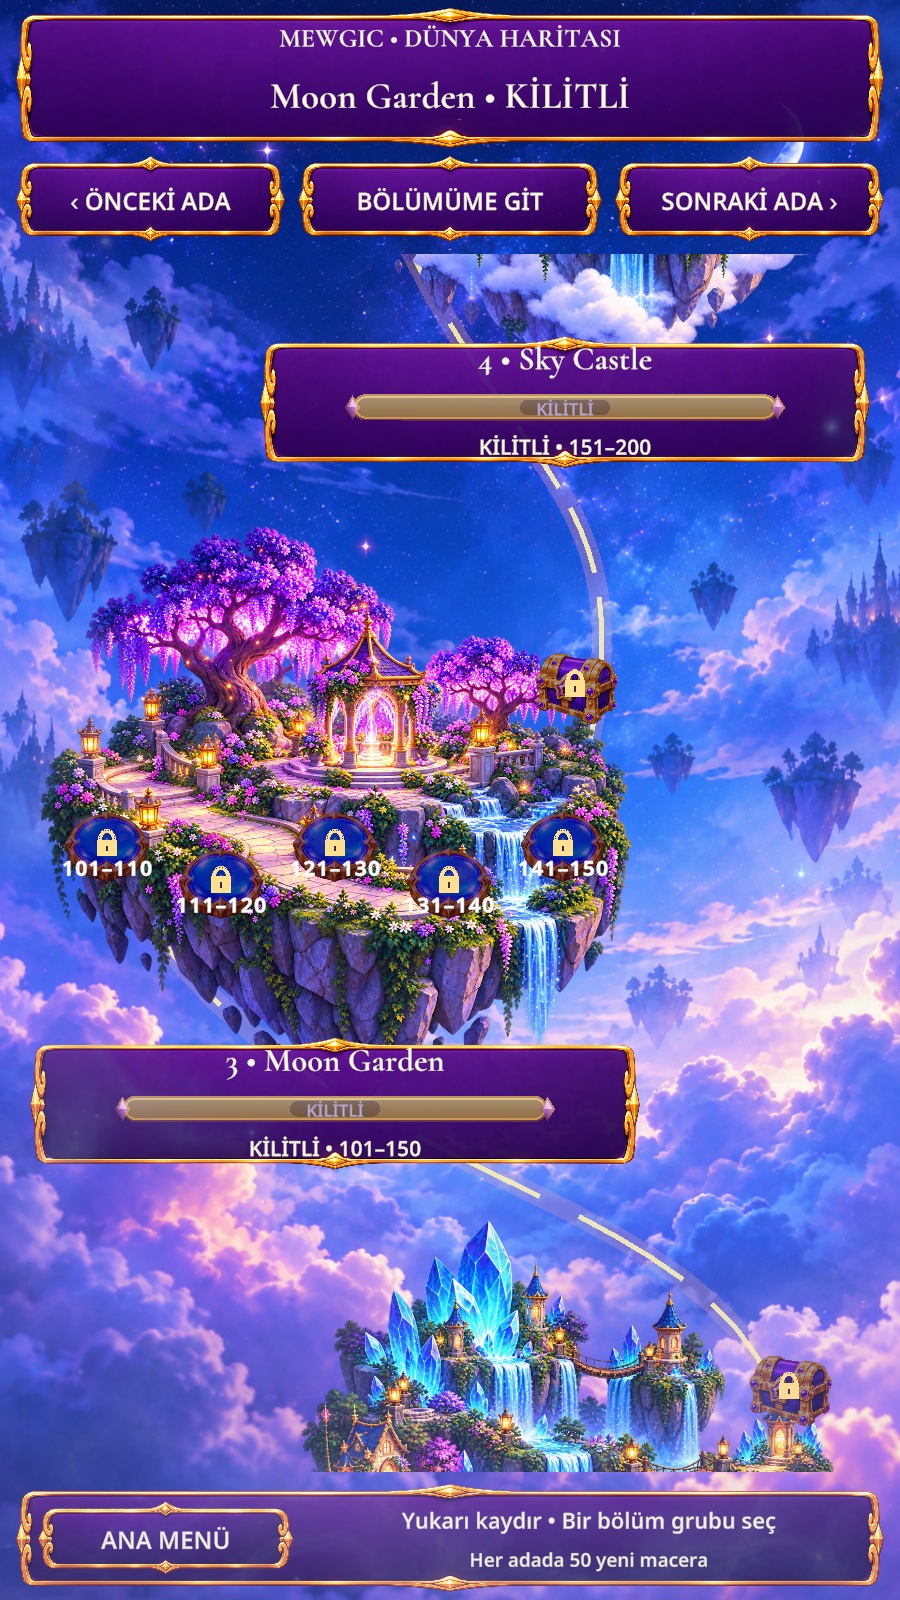 MEWGIC • DÜNYA HARİTASI
Moon Garden • KİLİTLİ
‹ ÖNCEKİ ADA
BÖLÜMÜME GİT
SONRAKİ ADA ›
4 • Sky Castle
KİLİTLİ
KİLİTLİ • 151–200
101–110
111–120
121–130
131–140
141–150
3 • Moon Garden
KİLİTLİ
KİLİTLİ • 101–150
ANA MENÜ
Yukarı kaydır • Bir bölüm grubu seç
Her adada 50 yeni macera